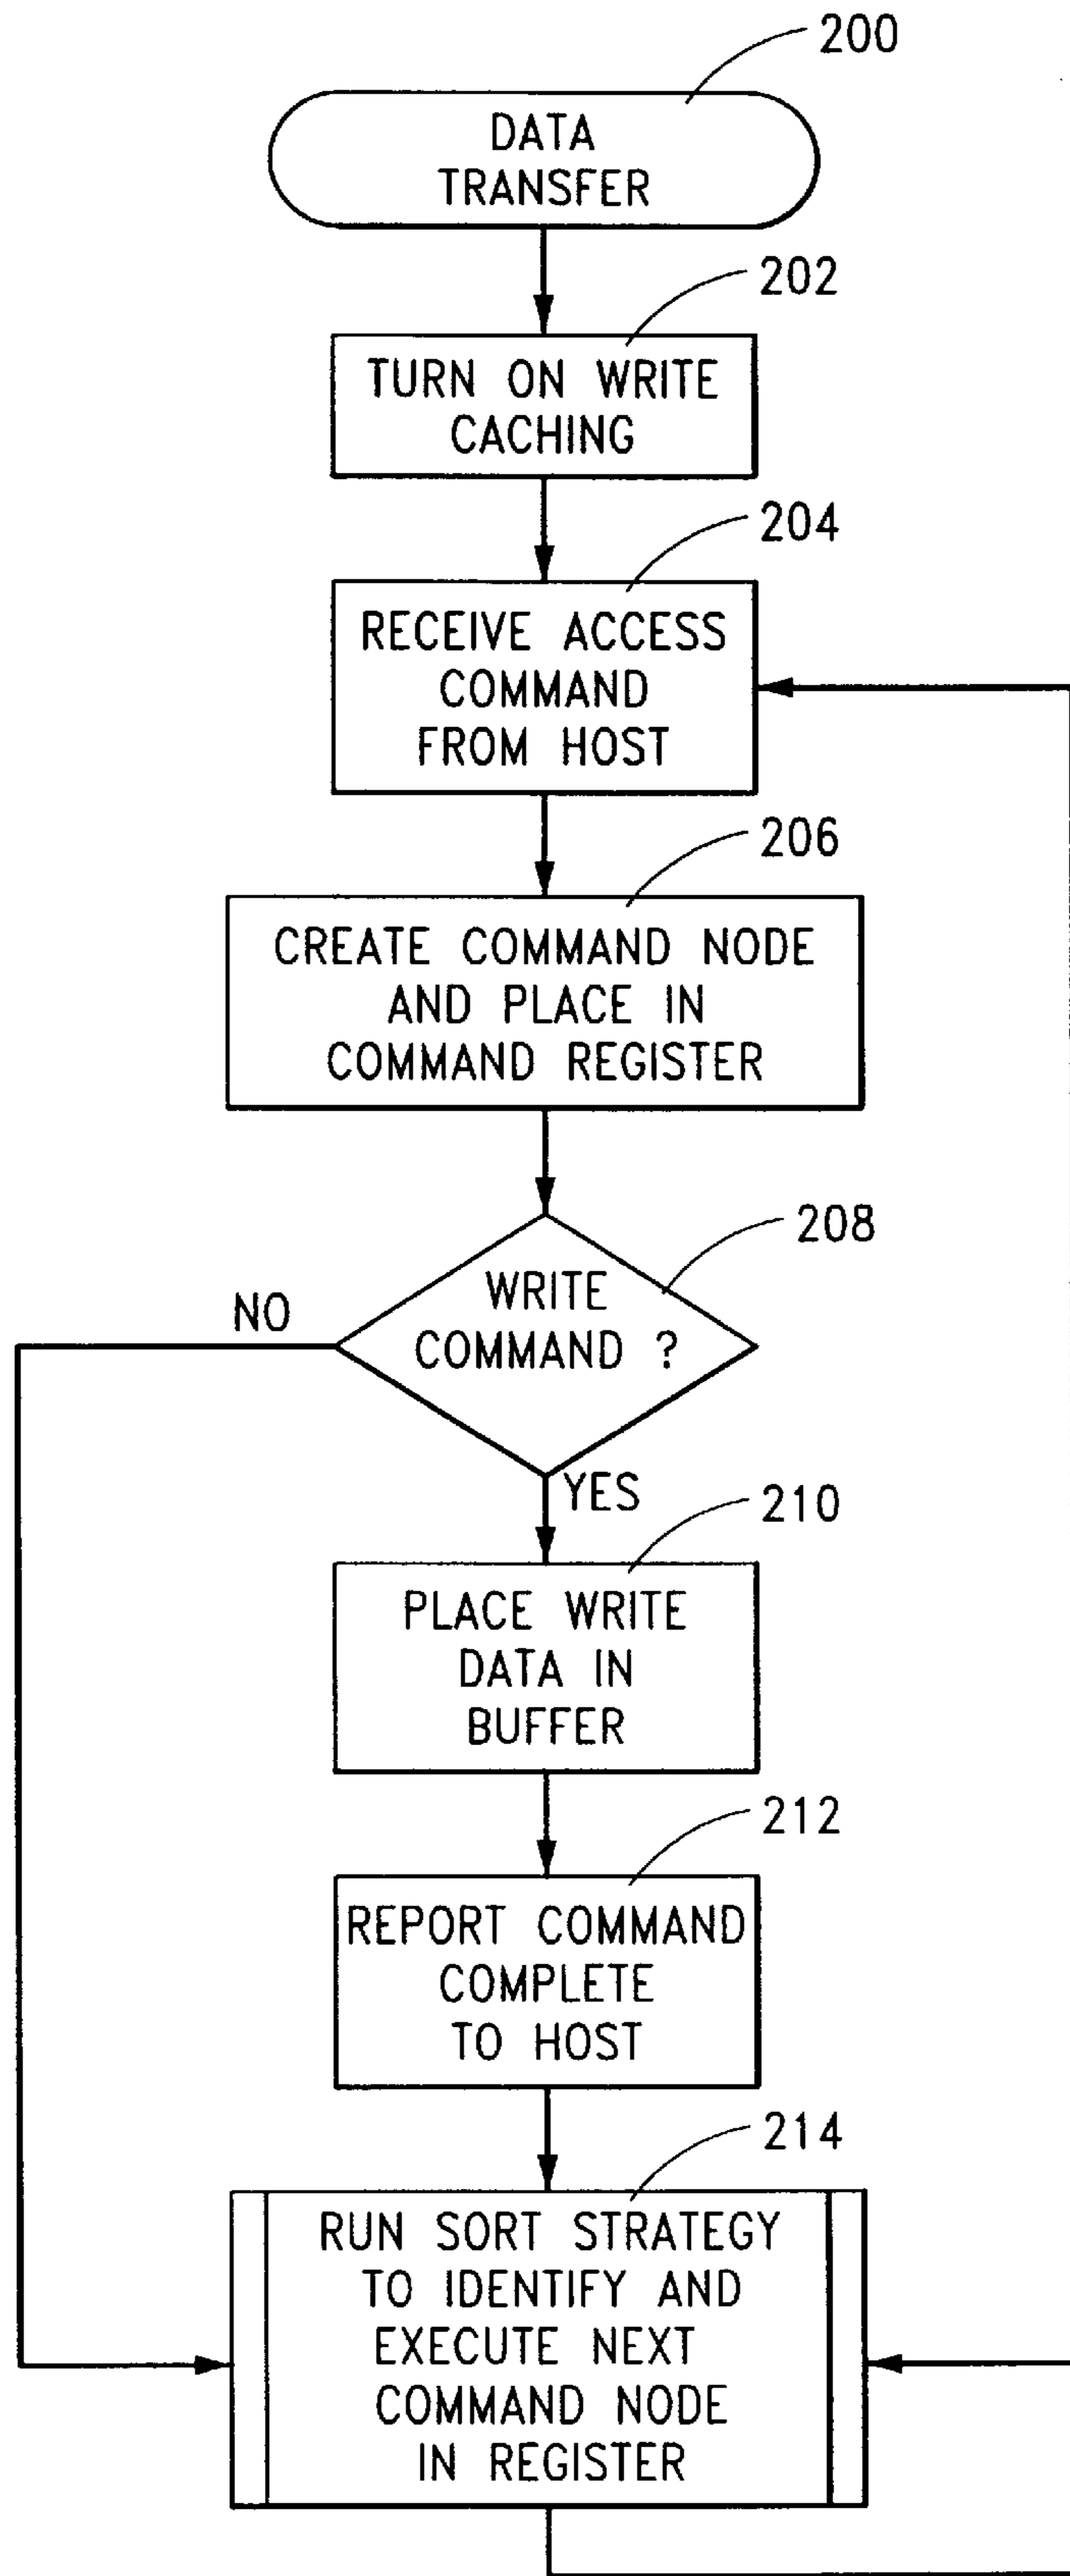 200
DATA
TRANSFER
202
TURN ON WRITE
CACHING
204
RECEIVE ACCESS
COMMAND
FROM HOST
206
CREATE COMMAND NODE
AND PLACE IN
COMMAND REGISTER
208
WRITE
COMMAND ?
NO
YES
210
PLACE WRITE
DATA IN
BUFFER
212
REPORT COMMAND
COMPLETE
TO HOST
214
RUN SORT STRATEGY
TO IDENTIFY AND
EXECUTE NEXT
COMMAND NODE
IN REGISTER